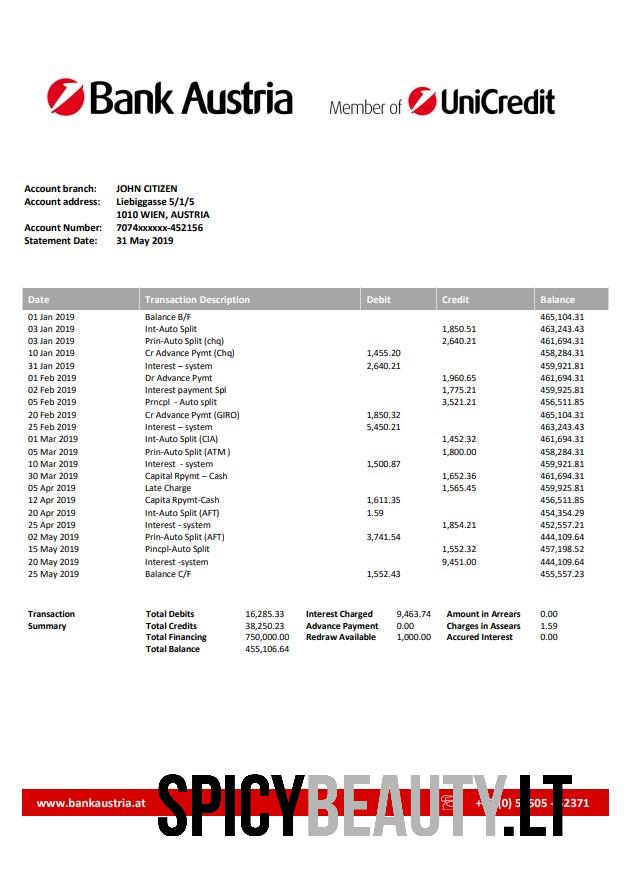 Bank Austria Member of UniCredit
Account branch: JOHN CITIZEN
Account address: Liebiggasse 5/1/5
1010 WIEN, AUSTRIA
Account Number: 7074xxxxxx-452156
Statement Date: 31 May 2019
Date Transaction Description Debit Credit Balance
01 Jan 2019 Balance B/F 465,104.31
03 Jan 2019 Int-Auto Split 1,850.51 463,243.43
03 Jan 2019 Prin-Auto Split (chq) 2,640.21 461,694.31
10 Jan 2019 Cr Advance Pymt (Chq) 1,455.20 458,284.31
31 Jan 2019 Interest – system 2,640.21 459,921.81
01 Feb 2019 Dr Advance Pymt 1,960.65 461,694.31
02 Feb 2019 Interest payment Spl 1,775.21 459,925.81
05 Feb 2019 Prncpl - Auto split 3,521.21 456,511.85
20 Feb 2019 Cr Advance Pymt (GIRO) 1,850.32 465,104.31
25 Feb 2019 Interest – system 5,450.21 463,243.43
01 Mar 2019 Int-Auto Split (CIA) 1,452.32 461,694.31
05 Mar 2019 Prin-Auto Split (ATM ) 1,800.00 458,284.31
10 Mar 2019 Interest - system 1,500.87 459,921.81
30 Mar 2019 Capital Rpymt – Cash 1,652.36 461,694.31
05 Apr 2019 Late Charge 1,565.45 459,925.81
12 Apr 2019 Capita Rpymt-Cash 1,611.35 456,511.85
20 Apr 2019 Int-Auto Split (AFT) 1.59 454,354.29
25 Apr 2019 Interest - system 1,854.21 452,557.21
02 May 2019 Prin-Auto Split (AFT) 3,741.54 444,109.64
15 May 2019 Pincpl-Auto Split 1,552.32 457,198.52
20 May 2019 Interest -system 9,451.00 444,109.64
25 May 2019 Balance C/F 1,552.43 455,557.23
Transaction Total Debits 16,285.33 Interest Charged 9,463.74 Amount in Arrears 0.00
Summary Total Credits 38,250.23 Advance Payment 0.00 Charges in Assears 1.59
Total Financing 750,000.00 Redraw Available 1,000.00 Accured Interest 0.00
Total Balance 455,106.64
www.bankaustria.at
SPICYBEAUTY.LT